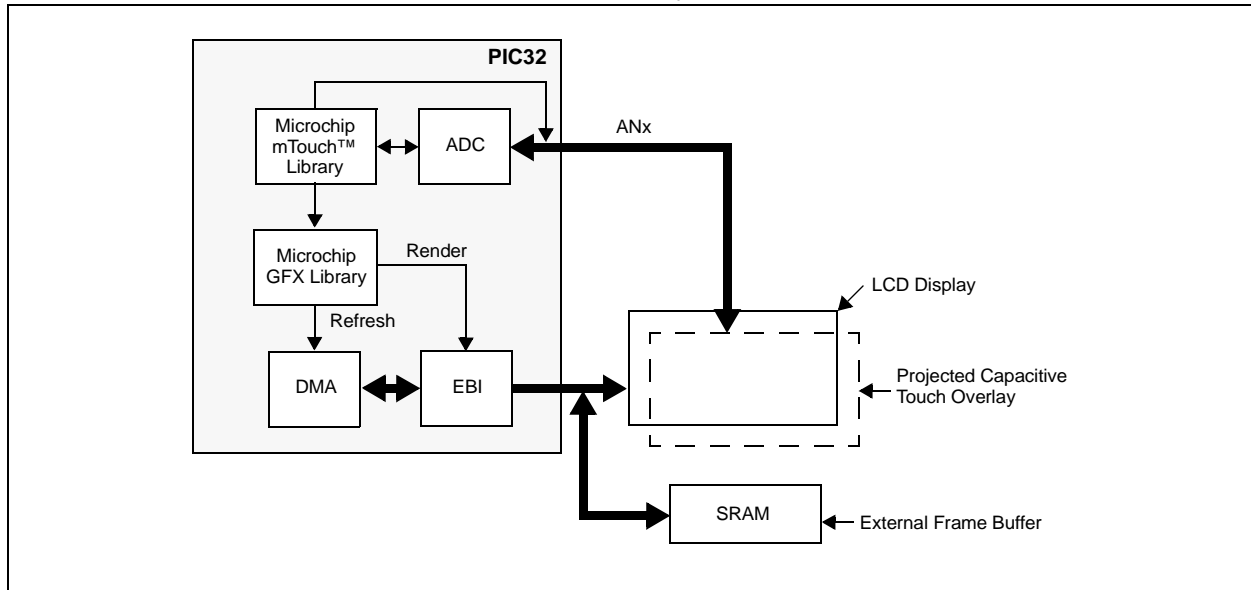 PIC32
Microchip
mTouch™
Library
ADC
ANx
Microchip
GFX Library
Render
Refresh
LCD Display
DMA
EBI
Projected Capacitive
Touch Overlay
SRAM
External Frame Buffer